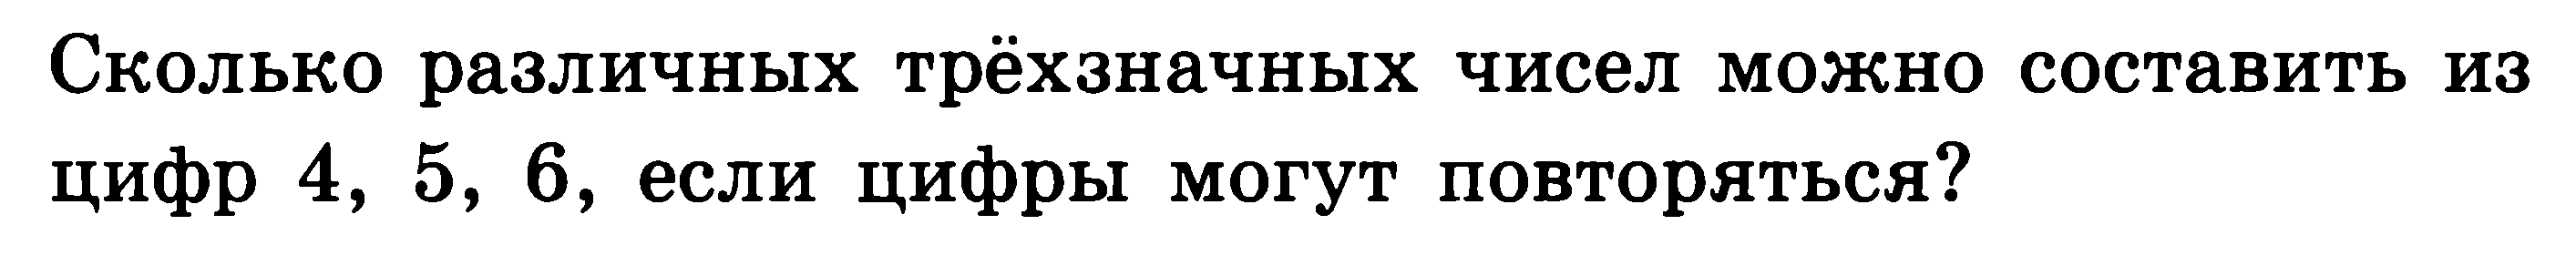 Сколько различных трёхзначных чисел можно составить из
цифр 4, 5, 6, если цифры могут повторяться?